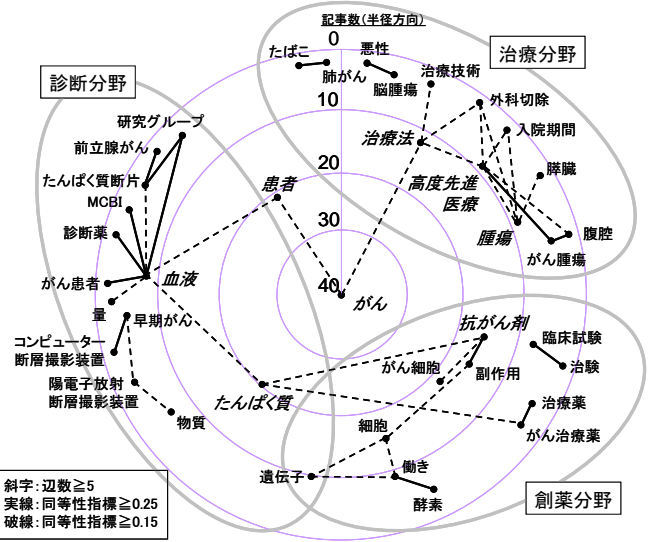 記事数(半径方向)
0
10
20
30
40
治療分野
診断分野
創薬分野
たばこ
肺がん
悪性
脳腫瘍
治療技術
外科切除
入院期間
治療法
膵臓
高度先進
医療
腫瘍
腹腔
がん腫瘍
研究グループ
前立腺がん
たんぱく質断片
MCBI
診断薬
患者
血液
がん患者
量
早期がん
コンピューター
断層撮影装置
陽電子放射
断層撮影装置
物質
がん
たんぱく質
抗がん剤
がん細胞
副作用
臨床試験
治験
治療薬
がん治療薬
細胞
遺伝子
働き
酵素
斜字:辺数≧5
実線:同等性指標≧0.25
破線:同等性指標≧0.15